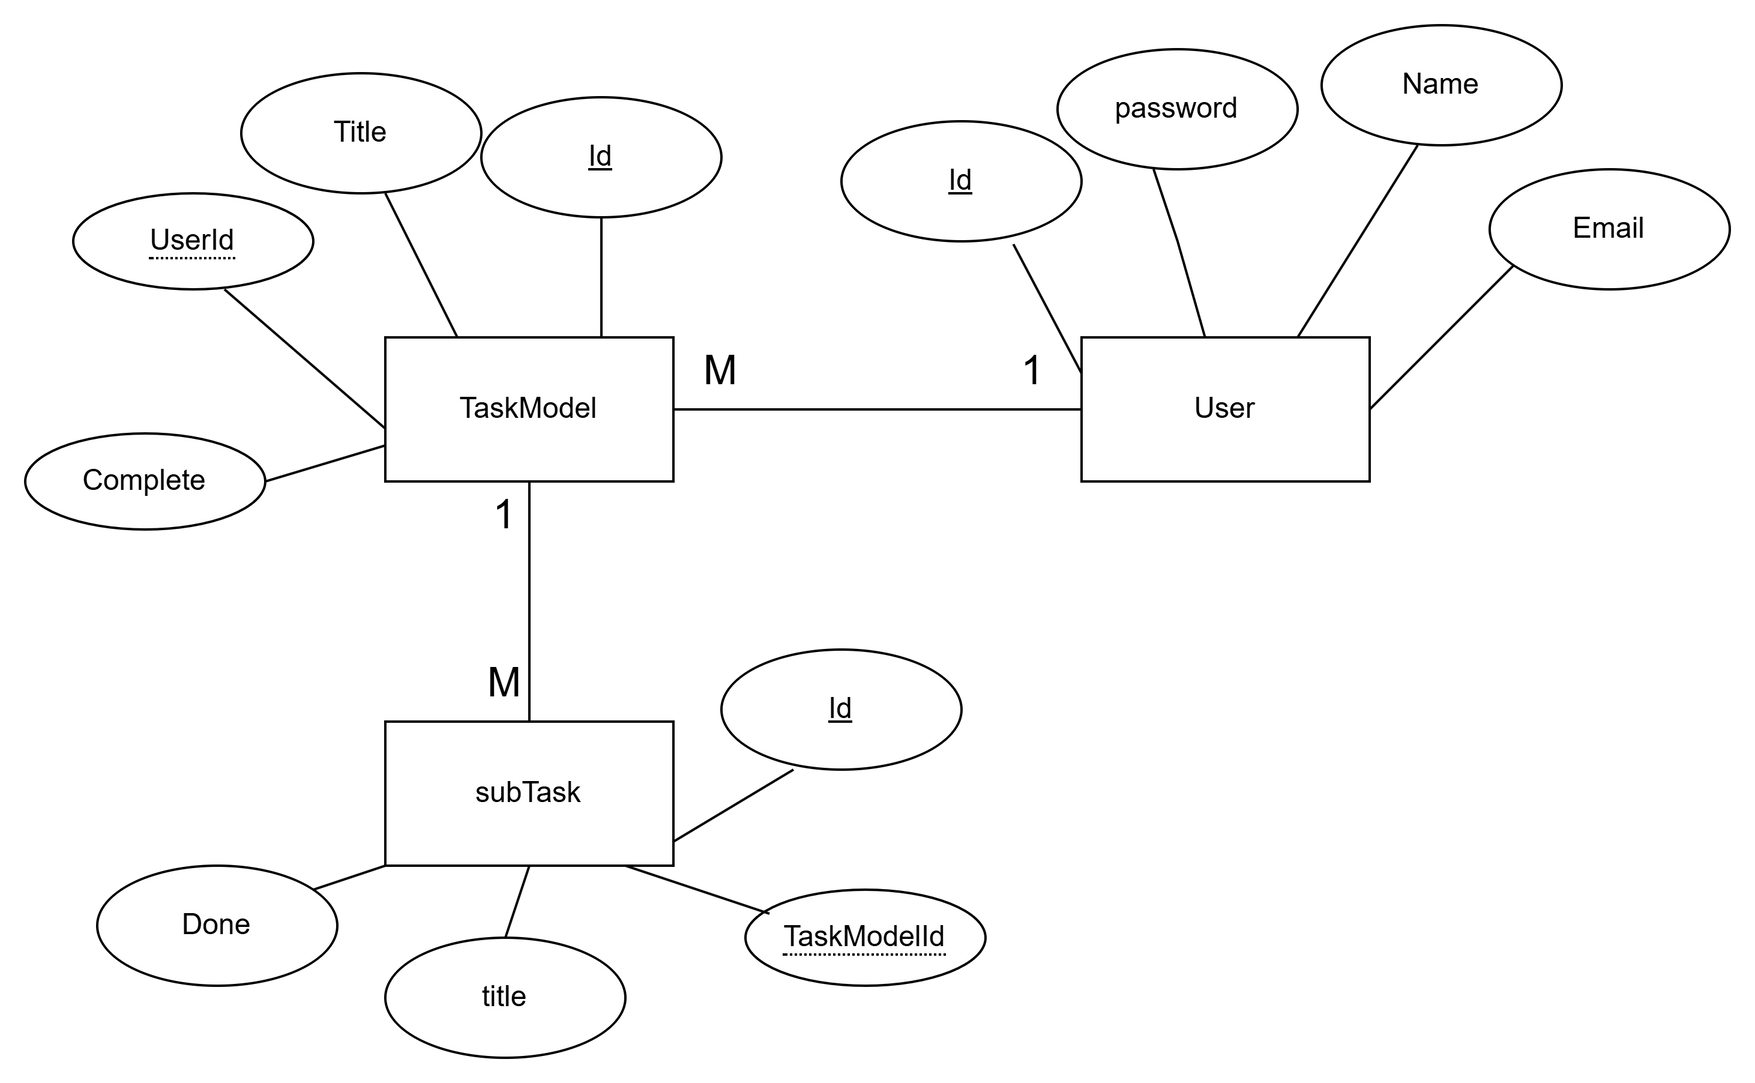 Name
password
Title
Id
Id
Email
UserId
M
1
TaskModel
User
Complete
1
M
Id
subTask
Done
TaskModelId
title